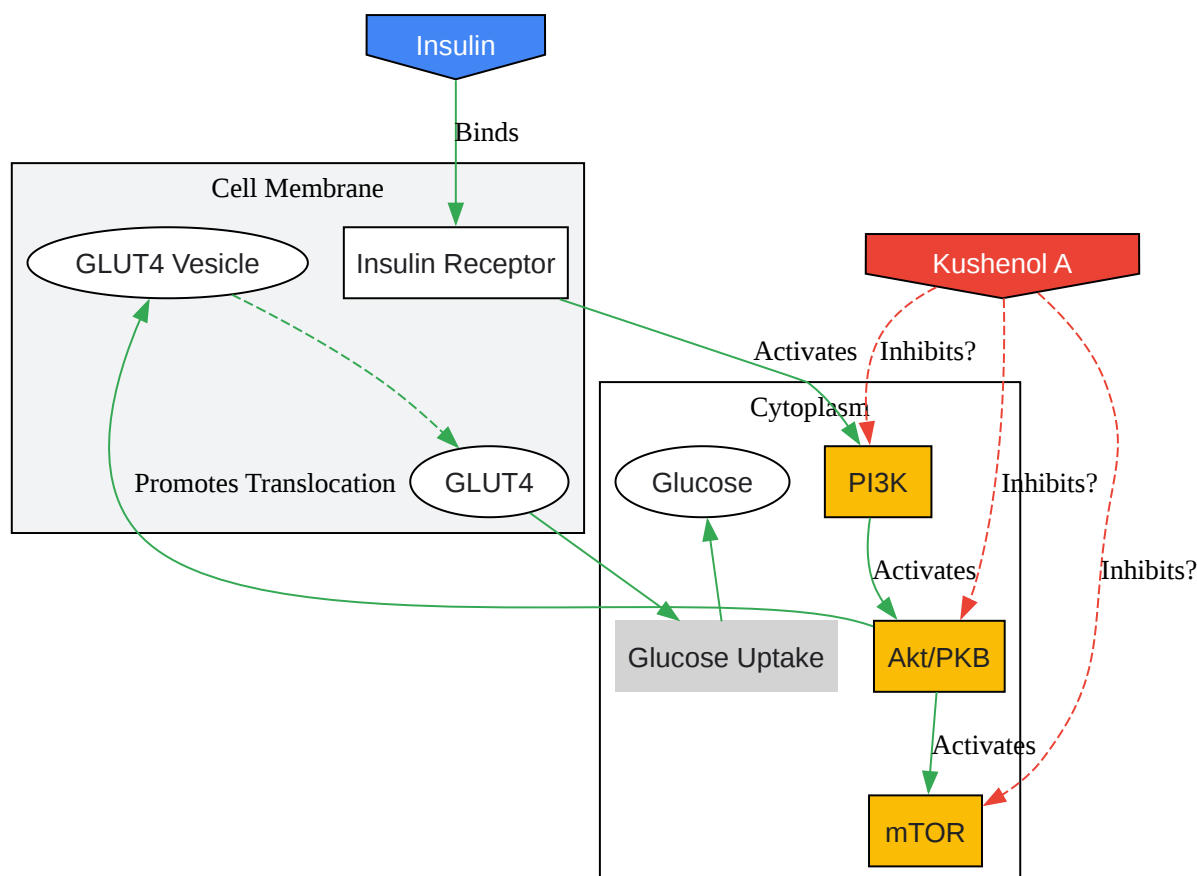 Insulin
Binds
Cell Membrane
GLUT4 Vesicle
Insulin Receptor
Kushenol A
Activates
Inhibits?
Cytoplasm
Promotes Translocation
GLUT4
Glucose
PI3K
Inhibits?
Activates
Inhibits?
Glucose Uptake
Akt/PKB
Activates
mTOR